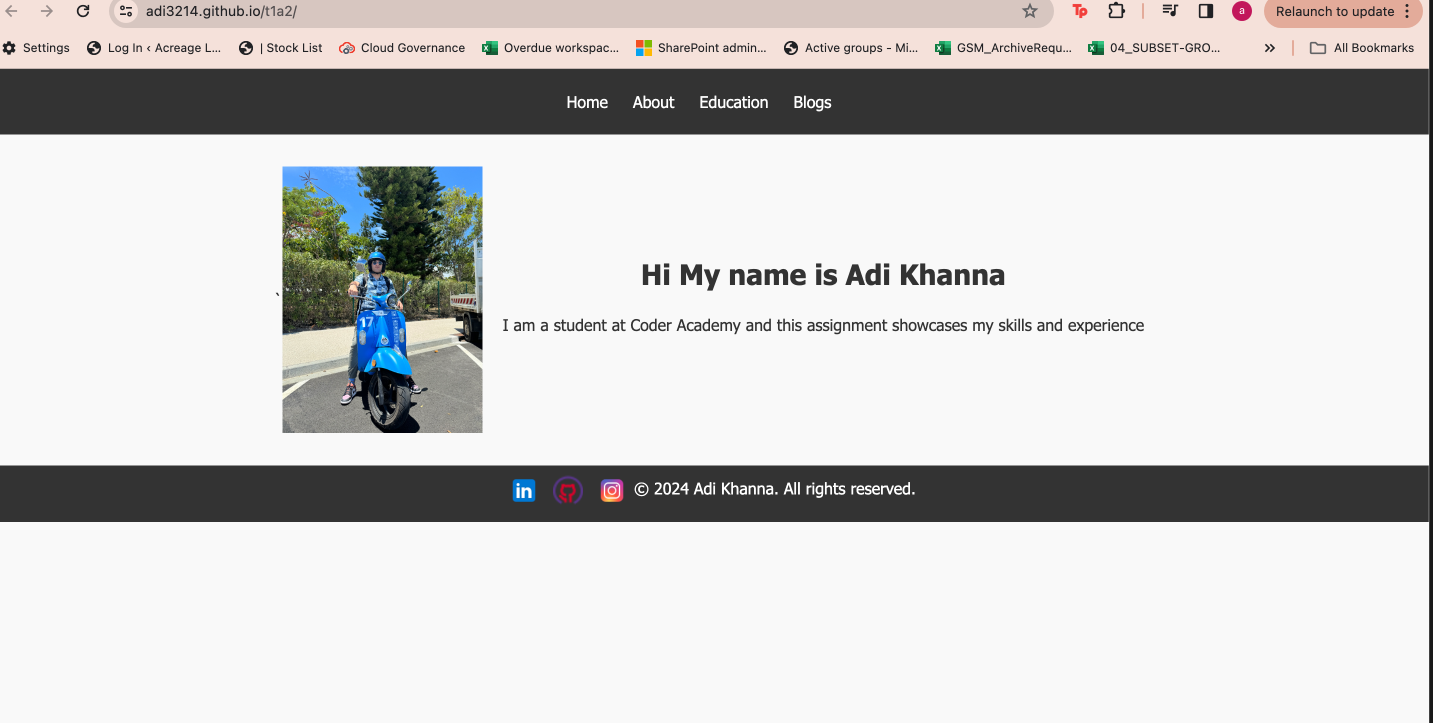 adi3214.github.io/t1a2/
a
Relaunch to update
Settings
Log In ‹ Acreage L...
| Stock List
Cloud Governance
Overdue workspac...
SharePoint admin...
Active groups - Mi...
GSM_ArchiveRequ...
04_SUBSET-GRO...
All Bookmarks
Home About Education Blogs
17
`
Hi My name is Adi Khanna
I am a student at Coder Academy and this assignment showcases my skills and experience
in
© 2024 Adi Khanna. All rights reserved.